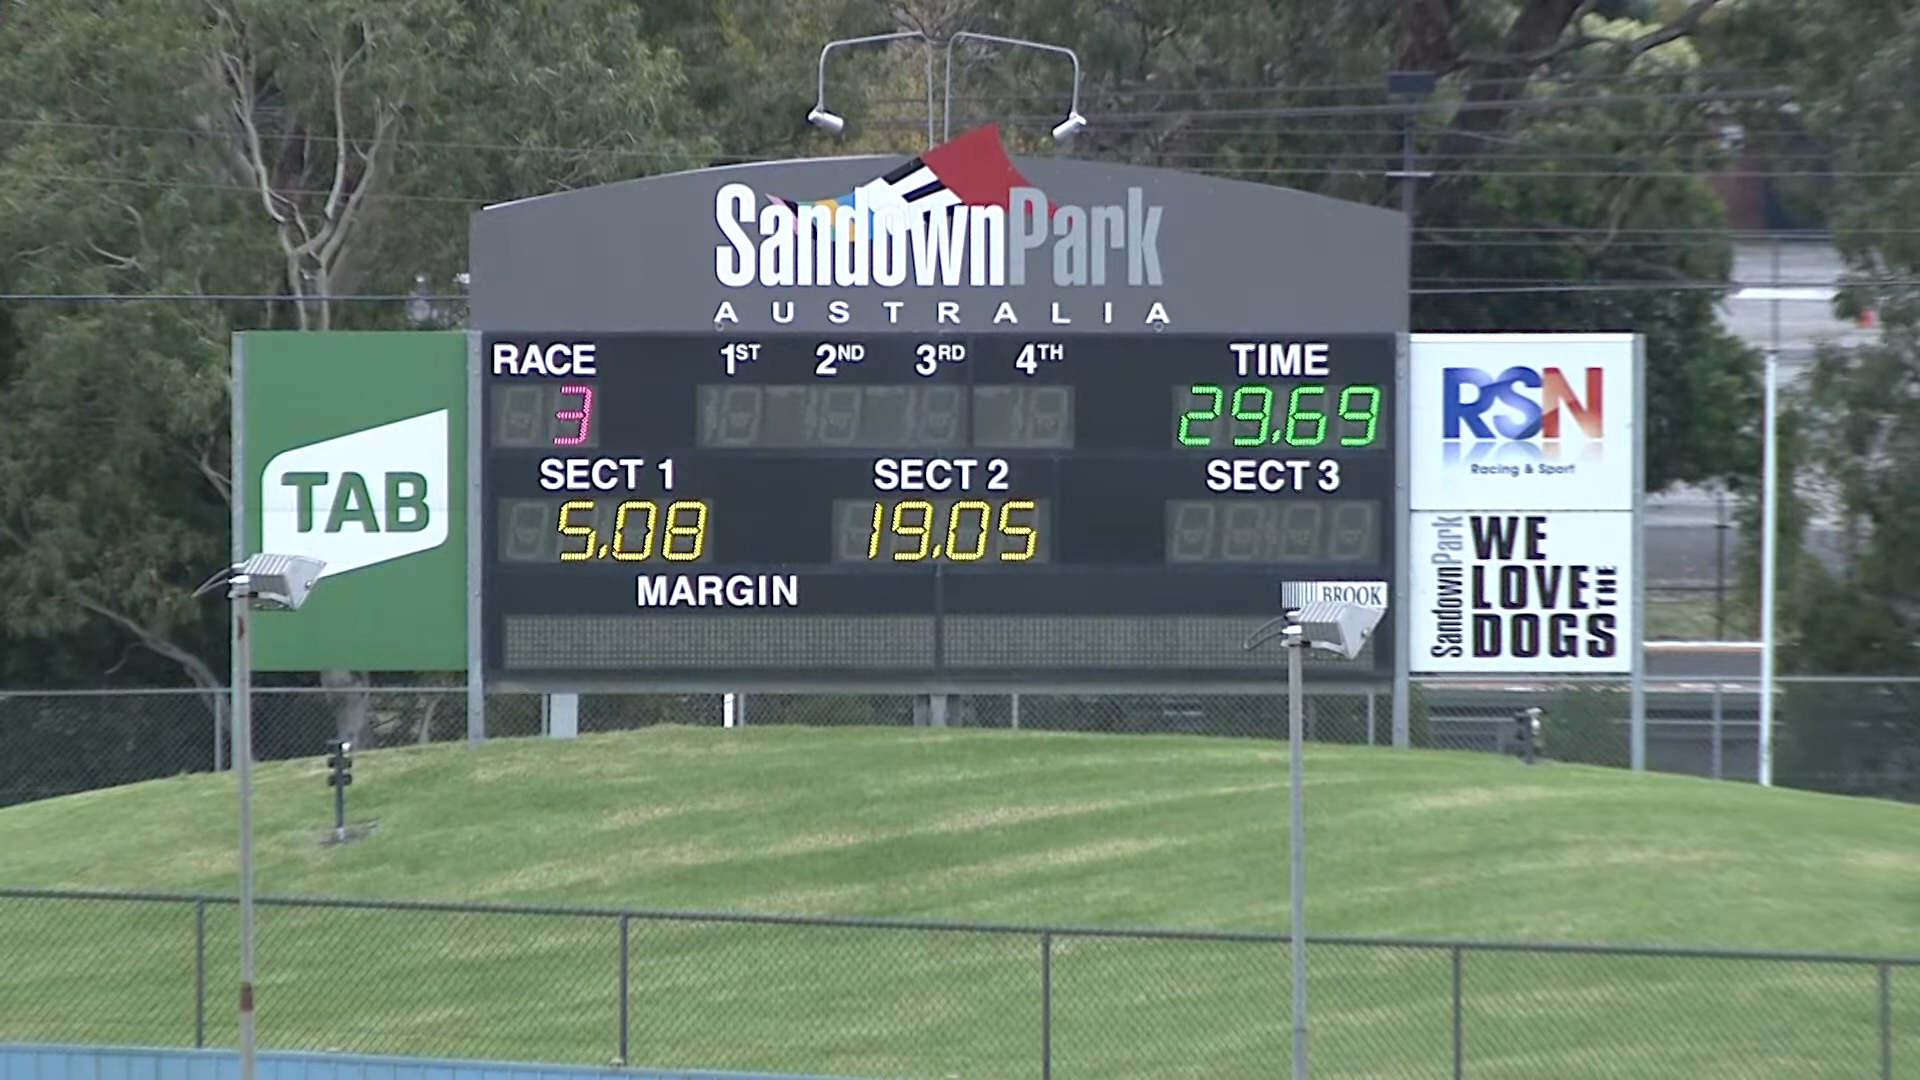 SandownPark
AUSTRALIA
RACE 1ST 2ND 3RD 4TH TIME
3 29.69
SECT 1 SECT 2 SECT 3
5.08 19.05
MARGIN
BROOK
TAB
RSN
Racing & Sport
SandownPark
WE
LOVE THE
DOGS